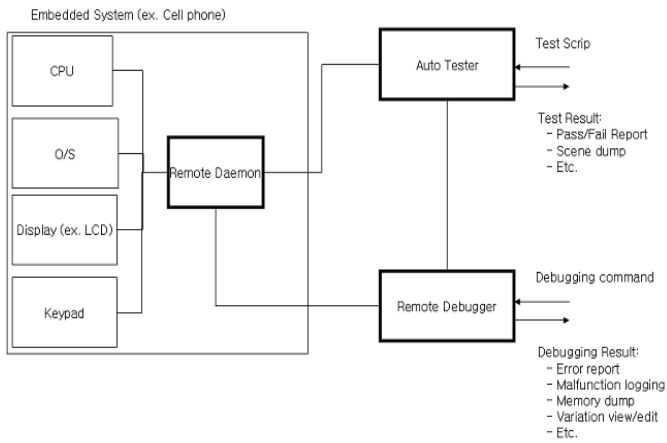 Embedded System (ex. Cell phone)
CPU
O/S
Display (ex. LCD)
Keypad
Remote Daemon
Auto Tester
Test Scrip
Test Result:
- Pass/Fail Report
- Scene dump
- Etc.
Remote Debugger
Debugging command
Debugging Result:
- Error report
- Malfunction logging
- Memory dump
- Variation view/edit
- Etc.